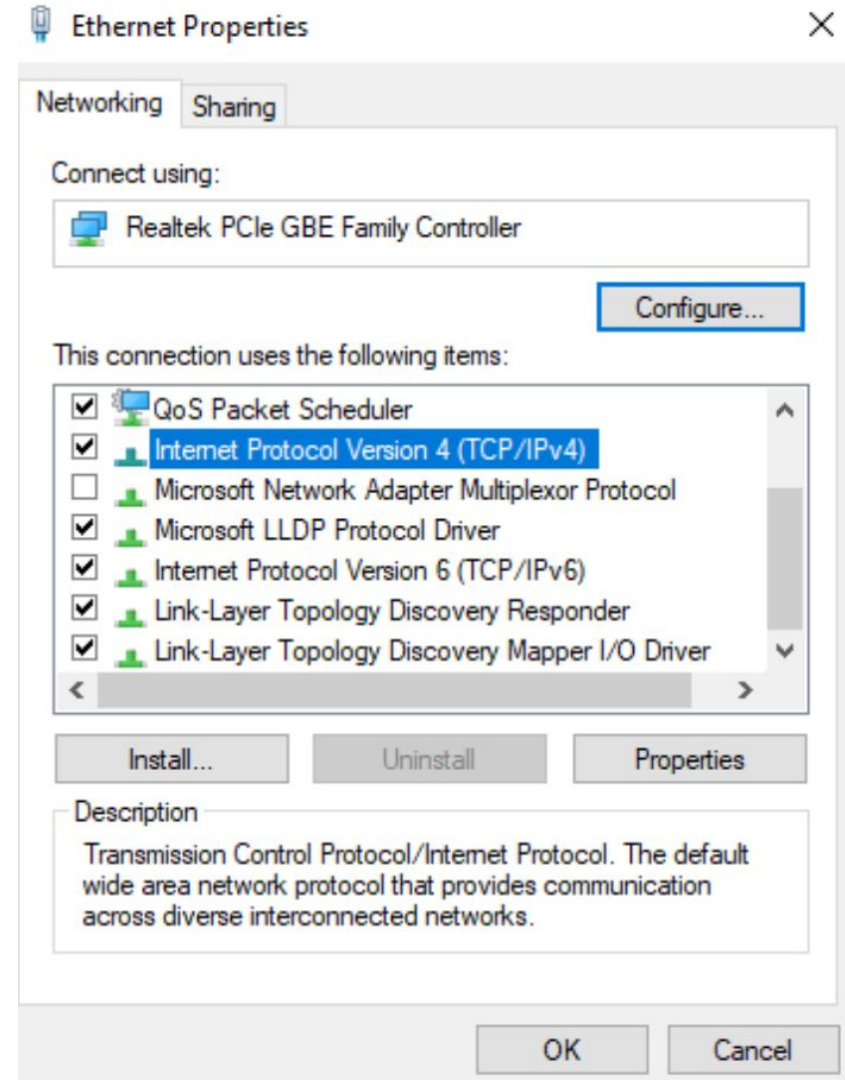 Ethernet Properties
Networking
Sharing
Connect using:
Realtek PCIe GBE Family Controller
Configure...
This connection uses the following items:
QoS Packet Scheduler
Internet Protocol Version 4 (TCP/IPv4)
Microsoft Network Adapter Multiplexor Protocol
Microsoft LLDP Protocol Driver
Internet Protocol Version 6 (TCP/IPv6)
Link-Layer Topology Discovery Responder
Link-Layer Topology Discovery Mapper I/O Driver
Install...
Uninstall
Properties
Description
Transmission Control Protocol/Internet Protocol. The default
wide area network protocol that provides communication
across diverse interconnected networks.
OK
Cancel